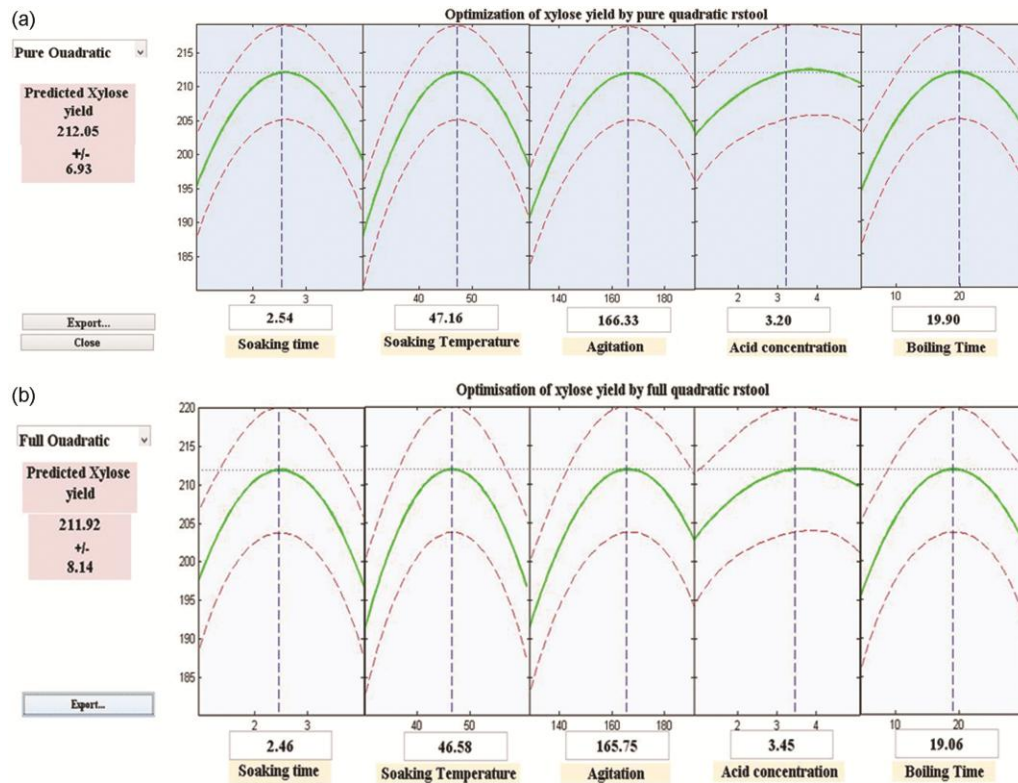 (a)
Optimization of xylose yield by pure quadratic rstool
Pure Ouadratic
Predicted Xylose
yield
212.05
+/-
6.93
215
210
205
200
195
190
185
2 3 40 50 140 160 180 2 3 4 10 20
Export...
Close
2.54 47.16 166.33 3.20 19.90
Soaking time Soaking Temperature Agitation Acid concentration Boiling Time
(b)
Optimisation of xylose yield by full quadratic rstool
Full Ouadratic
Predicted Xylose
yield
211.92
+/-
8.14
220
215
210
205
200
195
190
185
2 3 40 50 140 160 180 2 3 4 10 20
Export...
2.46 46.58 165.75 3.45 19.06
Soaking time Soaking Temperature Agitation Acid concentration Boiling Time